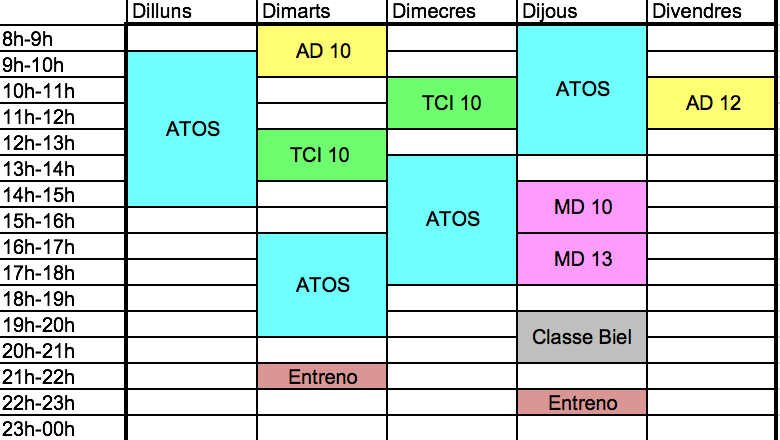 Dilluns Dimarts Dimecres Dijous Divendres
8h-9h
AD 10
9h-10h
ATOS
10h-11h
TCI 10
AD 12
11h-12h
ATOS
12h-13h
TCI 10
13h-14h
14h-15h
MD 10
ATOS
15h-16h
16h-17h
MD 13
17h-18h
ATOS
18h-19h
19h-20h
Classe Biel
20h-21h
21h-22h Entreno
22h-23h Entreno
23h-00h